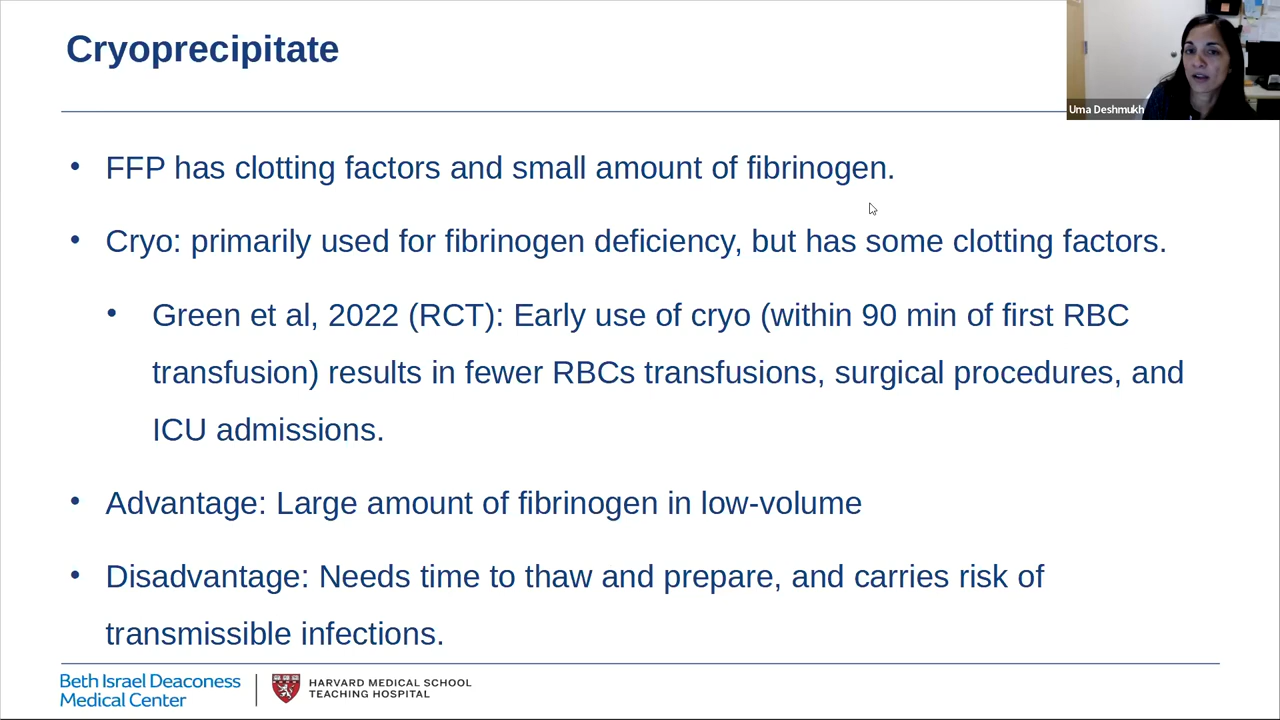 Cryoprecipitate
Uma Deshmukh
• FFP has clotting factors and small amount of fibrinogen.
• Cryo: primarily used for fibrinogen deficiency, but has some clotting factors.
• Green et al, 2022 (RCT): Early use of cryo (within 90 min of first RBC
transfusion) results in fewer RBCs transfusions, surgical procedures, and
ICU admissions.
• Advantage: Large amount of fibrinogen in low-volume
• Disadvantage: Needs time to thaw and prepare, and carries risk of
transmissible infections.
Beth Israel Deaconess
Medical Center
HARVARD MEDICAL SCHOOL
TEACHING HOSPITAL